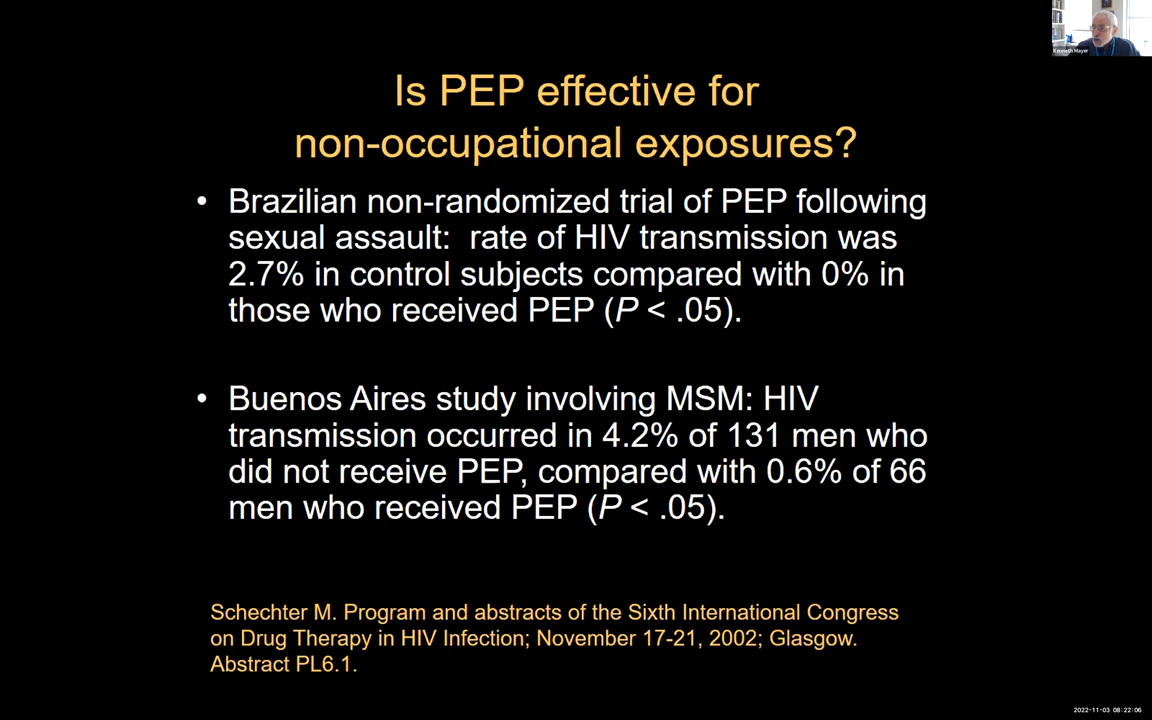 Kenneth Mayer
Is PEP effective for
non-occupational exposures?
• Brazilian non-randomized trial of PEP following
sexual assault:  rate of HIV transmission was
2.7% in control subjects compared with 0% in
those who received PEP (P < .05).
• Buenos Aires study involving MSM: HIV
transmission occurred in 4.2% of 131 men who
did not receive PEP, compared with 0.6% of 66
men who received PEP (P < .05).
Schechter M. Program and abstracts of the Sixth International Congress
on Drug Therapy in HIV Infection; November 17-21, 2002; Glasgow.
Abstract PL6.1.
2022-11-03 08:22:06